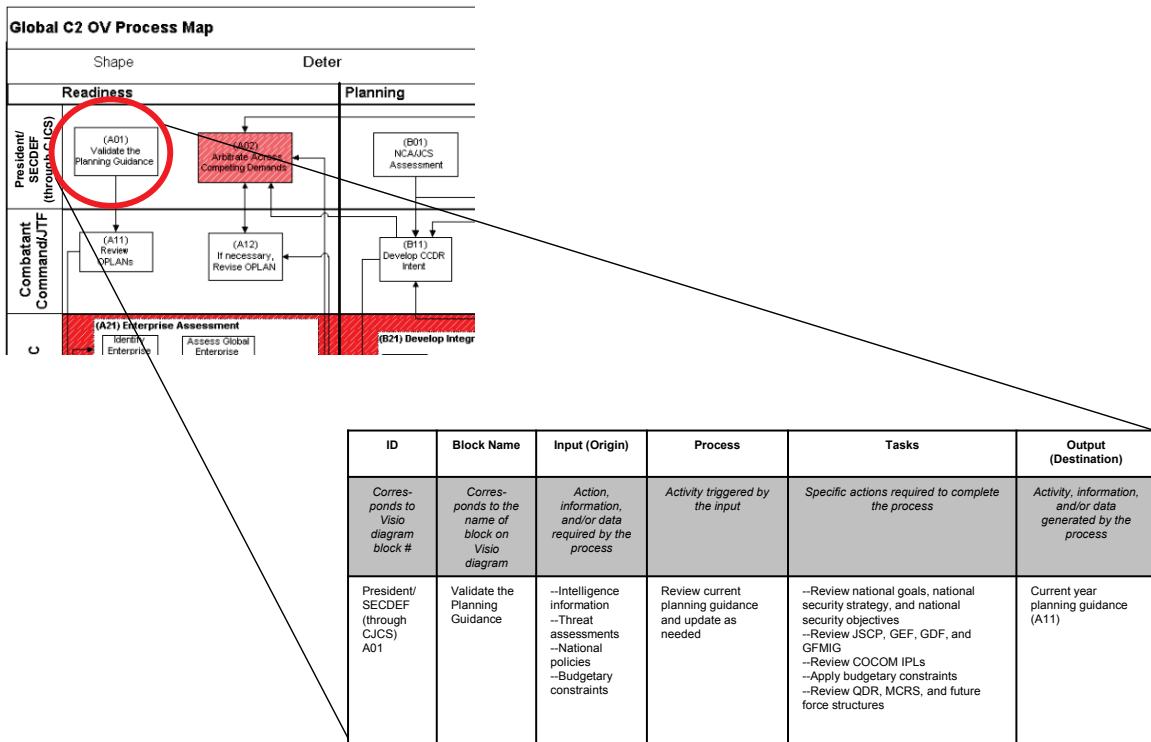 Global C2 OV Process Map
Shape
Deter
Readiness
Planning
President/
SECDEF
(through CJCS)
(A01)
Validate the
Planning Guidance
(A02)
Arbitrate Across
Competing Demands
(B01)
NCA/JCS
Assessment
Combatant
Command/JTF
(A11)
Review
OPLANs
(A12)
If necessary,
Revise OPLAN
(B11)
Develop CCDR
Intent
C
(A21) Enterprise Assessment
Identify
Enterprise
Assess Global
Enterprise
(B21) Develop Integr
ID
Block Name
Input (Origin)
Process
Tasks
Output
(Destination)
Corres-
ponds to
Visio
diagram
block #
Corres-
ponds to the
name of
block on
Visio
diagram
Action,
information,
and/or data
required by the
process
Activity triggered by
the input
Specific actions required to complete
the process
Activity, information,
and/or data
generated by the
process
President/
SECDEF
(through
CJCS)
A01
Validate the
Planning
Guidance
--Intelligence
information
--Threat
assessments
--National
policies
--Budgetary
constraints
Review current
planning guidance
and update as
needed
--Review national goals, national
security strategy, and national
security objectives
--Review JSCP, GEF, GDF, and
GFMIG
--Review COCOM IPLs
--Apply budgetary constraints
--Review QDR, MCRS, and future
force structures
Current year
planning guidance
(A11)